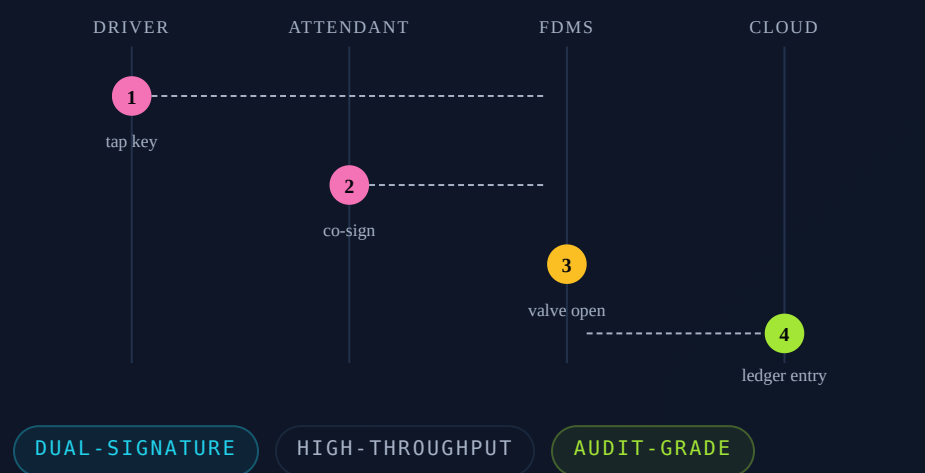 DRIVER ATTENDANT FDMS CLOUD
1
tap key
2
co-sign
3
valve open
4
ledger entry
DUAL-SIGNATURE HIGH-THROUGHPUT AUDIT-GRADE